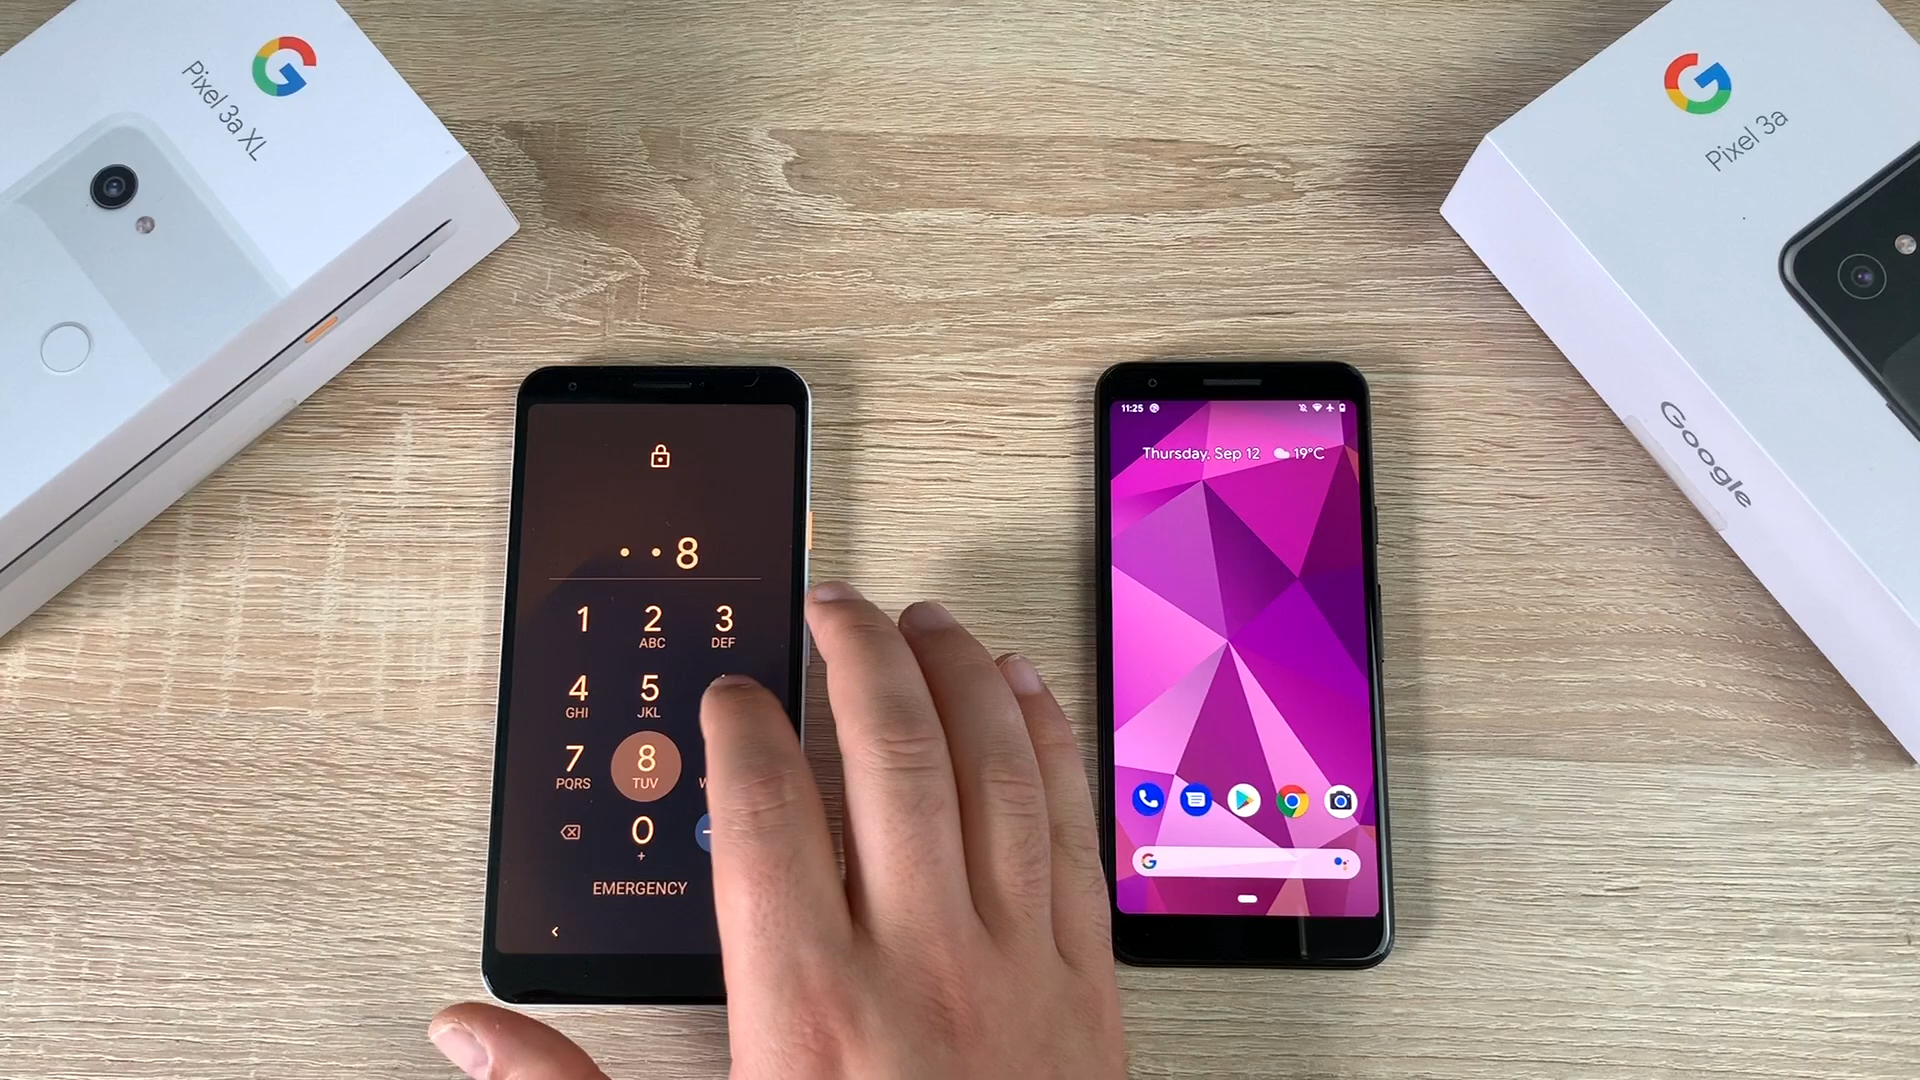 Pixel 3a XL
Pixel 3a
Google
8
1
2
ABC
3
DEF
4
GHI
5
JKL
7
PQRS
8
TUV
W
0
+
EMERGENCY
11:25
Thursday, Sep 12 19°C